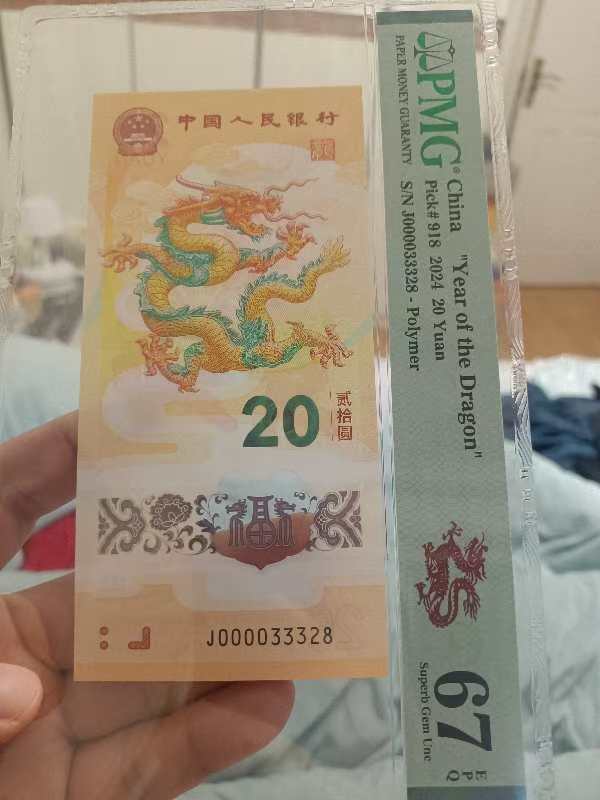 中国人民银行
20
贰拾圆
J000033328
PMG®
PAPER MONEY GUARANTY
China "Year of the Dragon"
Pick# 918 2024 20 Yuan
S/N J000033328 - Polymer
67 EPQ
Superb Gem Unc